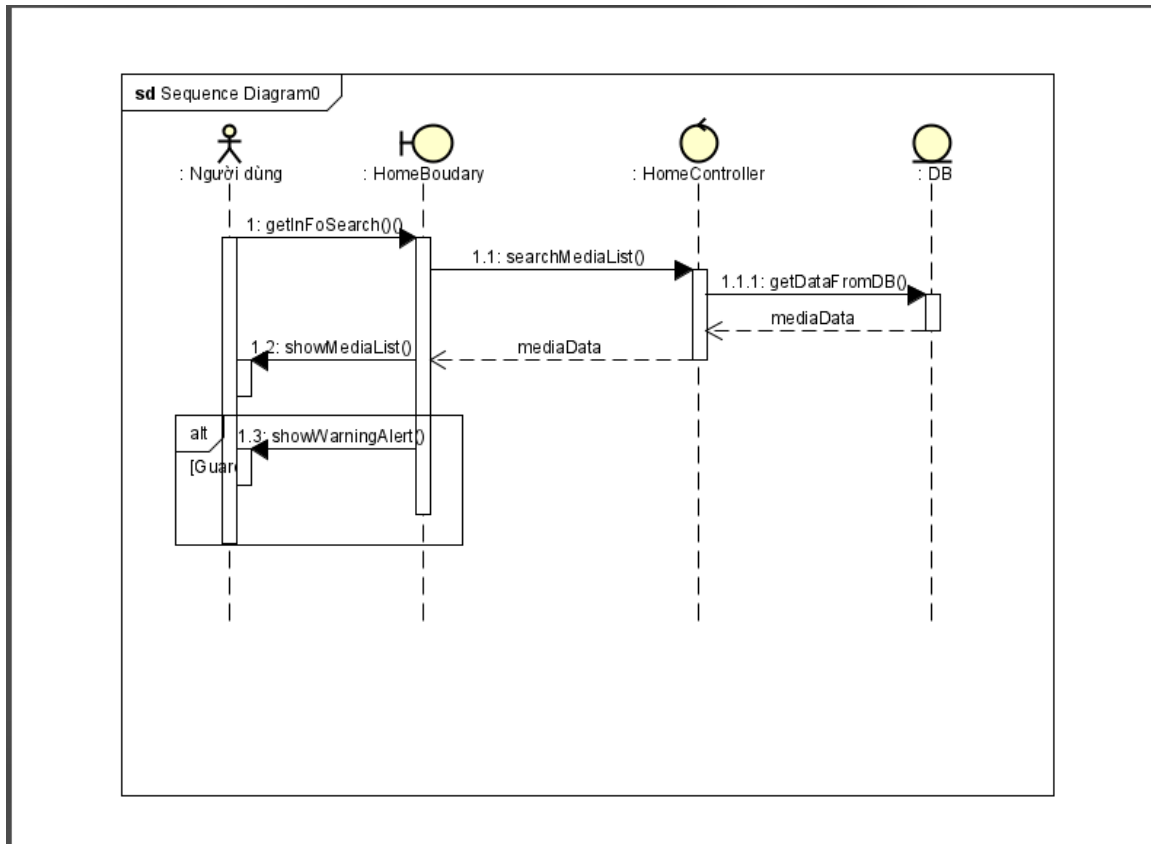 sd Sequence Diagram0
: Người dùng
: HomeBoudary
: HomeController
: DB
1: getInFoSearch()()
1.1: searchMediaList()
1.1.1: getDataFromDB()
mediaData
1.2: showMediaList()
mediaData
alt
1.3: showWarningAlert()
[Guard